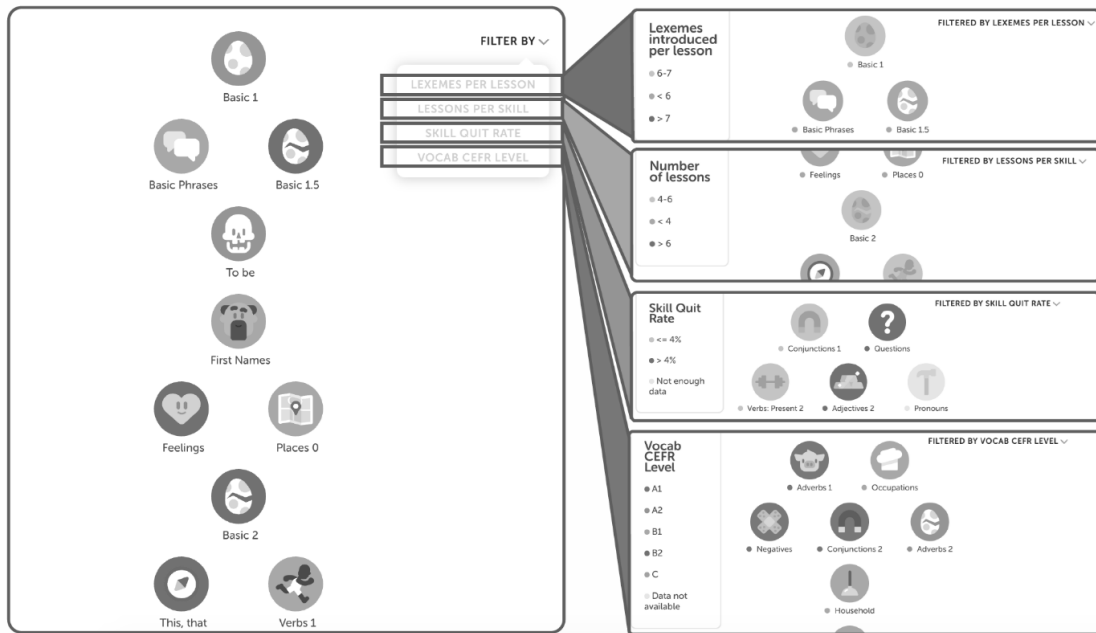 FILTER BY
LEXEMES PER LESSON
LESSONS PER SKILL
SKILL QUIT RATE
VOCAB CEFR LEVEL
Basic 1
Basic Phrases
Basic 1.5
To be
First Names
Feelings
Places 0
Basic 2
This, that
Verbs 1
Lexemes
introduced
per lesson
6-7
< 6
> 7
FILTERED BY LEXEMES PER LESSON
Basic 1
Basic Phrases
Basic 1.5
Number
of lessons
4-6
< 4
> 6
FILTERED BY LESSONS PER SKILL
Feelings
Places 0
Basic 2
Skill Quit
Rate
<= 4%
> 4%
Not enough
data
FILTERED BY SKILL QUIT RATE
Conjunctions 1
Questions
Verbs: Present 2
Adjectives 2
Pronouns
Vocab
CEFR
Level
A1
A2
B1
B2
C
Data not
available
FILTERED BY VOCAB CEFR LEVEL
Adverbs 1
Occupations
Negatives
Conjunctions 2
Adverbs 2
Household